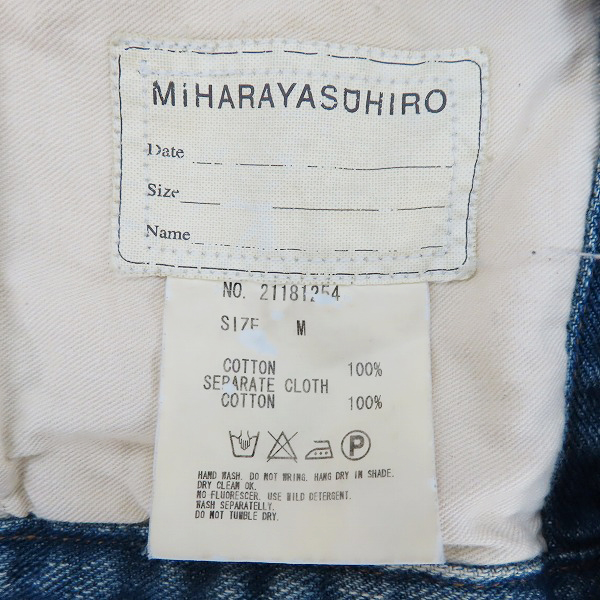 MiHARAYASUHIRO
Date
Size
Name
NO. 21181254
SIZE M
COTTON 100%
SEPARATE CLOTH
COTTON 100%
P
HAND WASH. DO NOT WRING. HANG DRY IN SHADE.
DRY CLEAN OK.
NO FLUORESCER. USE MILD DETERGENT.
WASH SEPARATELLY.
DO NOT TUMBLE DRY.